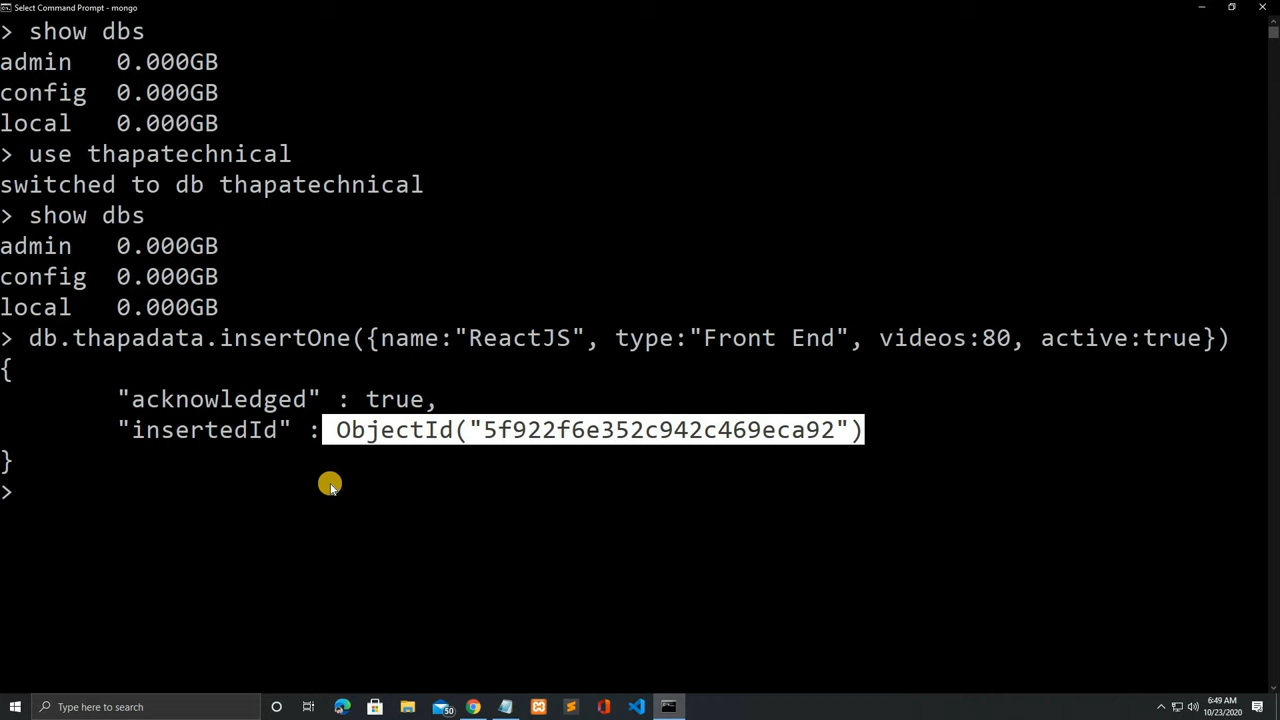 Select Command Prompt - mongo
> show dbs
admin   0.000GB
config  0.000GB
local   0.000GB
> use thapatechnical
switched to db thapatechnical
> show dbs
admin   0.000GB
config  0.000GB
local   0.000GB
> db.thapadata.insertOne({name:"ReactJS", type:"Front End", videos:80, active:true})
{
        "acknowledged" : true,
        "insertedId" : ObjectId("5f922f6e352c942c469eca92")
}
>
Type here to search
50
6:49 AM
10/23/2020